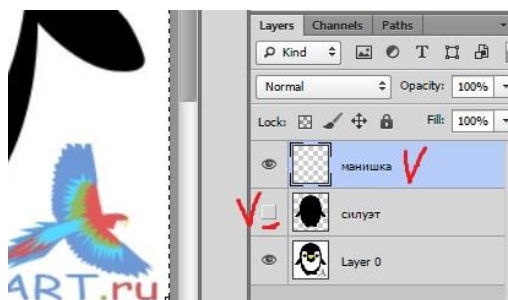 Layers Channels Paths
Kind
Normal Opacity: 100%
Lock: Fill: 100%
манишка
силуэт
Layer 0
ART.ru